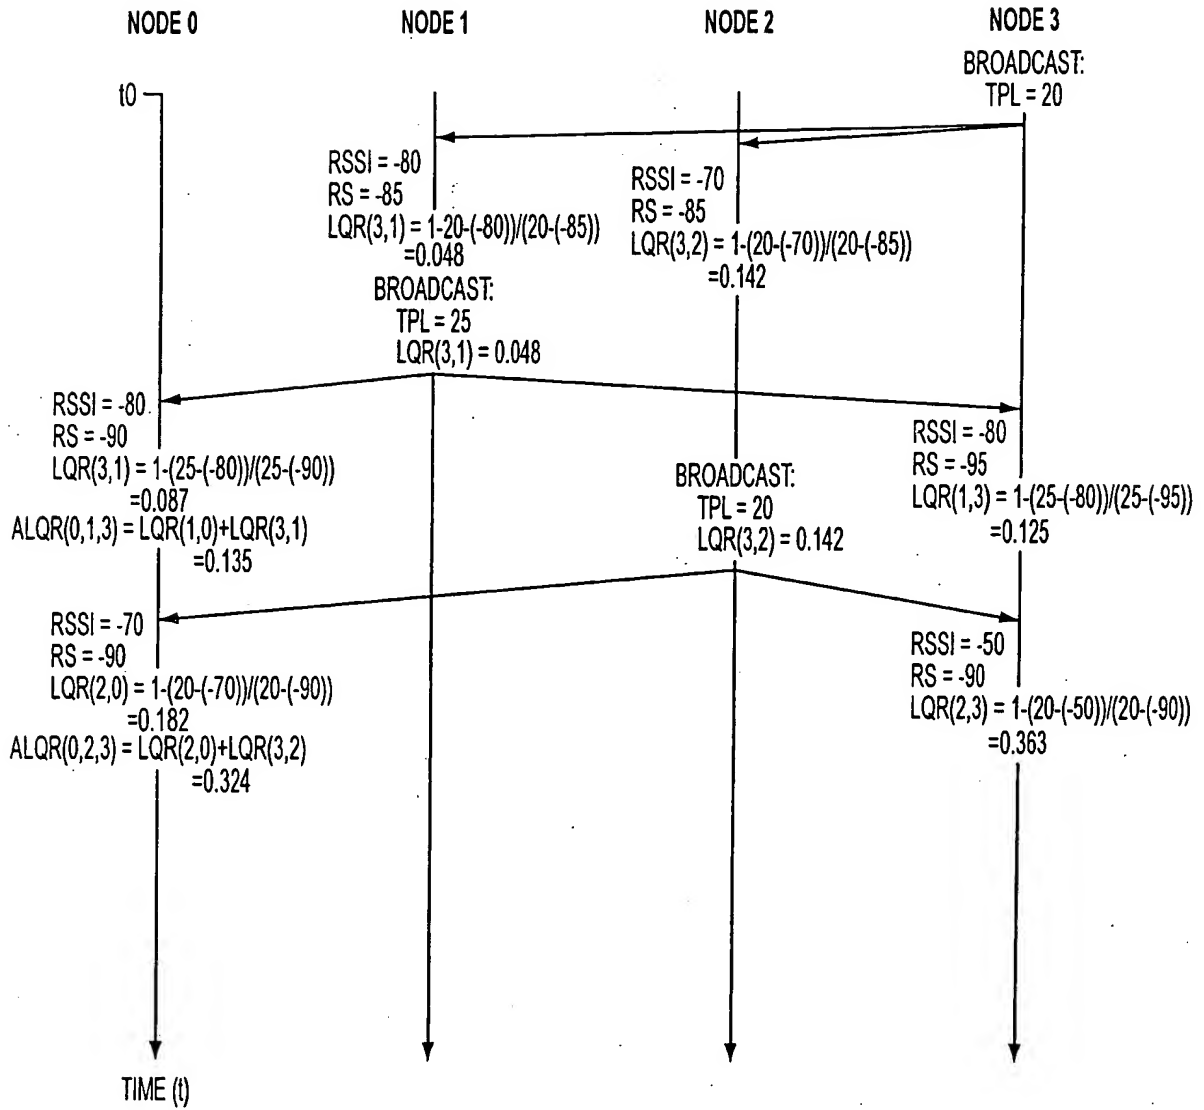 NODE 0
NODE 1
NODE 2
NODE 3
BROADCAST:
TPL = 20
t0
RSSI = -80
RS = -85
LQR(3,1) = 1-20-(-80))/(20-(-85))
=0.048
BROADCAST:
TPL = 25
LQR(3,1) = 0.048
RSSI = -70
RS = -85
LQR(3,2) = 1-(20-(-70))/(20-(-85))
=0.142
RSSI = -80
RS = -90
LQR(3,1) = 1-(25-(-80))/(25-(-90))
=0.087
ALQR(0,1,3) = LQR(1,0)+LQR(3,1)
=0.135
BROADCAST:
TPL = 20
LQR(3,2) = 0.142
RSSI = -80
RS = -95
LQR(1,3) = 1-(25-(-80))/(25-(-95))
=0.125
RSSI = -70
RS = -90
LQR(2,0) = 1-(20-(-70))/(20-(-90))
=0.182
ALQR(0,2,3) = LQR(2,0)+LQR(3,2)
=0.324
RSSI = -50
RS = -90
LQR(2,3) = 1-(20-(-50))/(20-(-90))
=0.363
TIME (t)